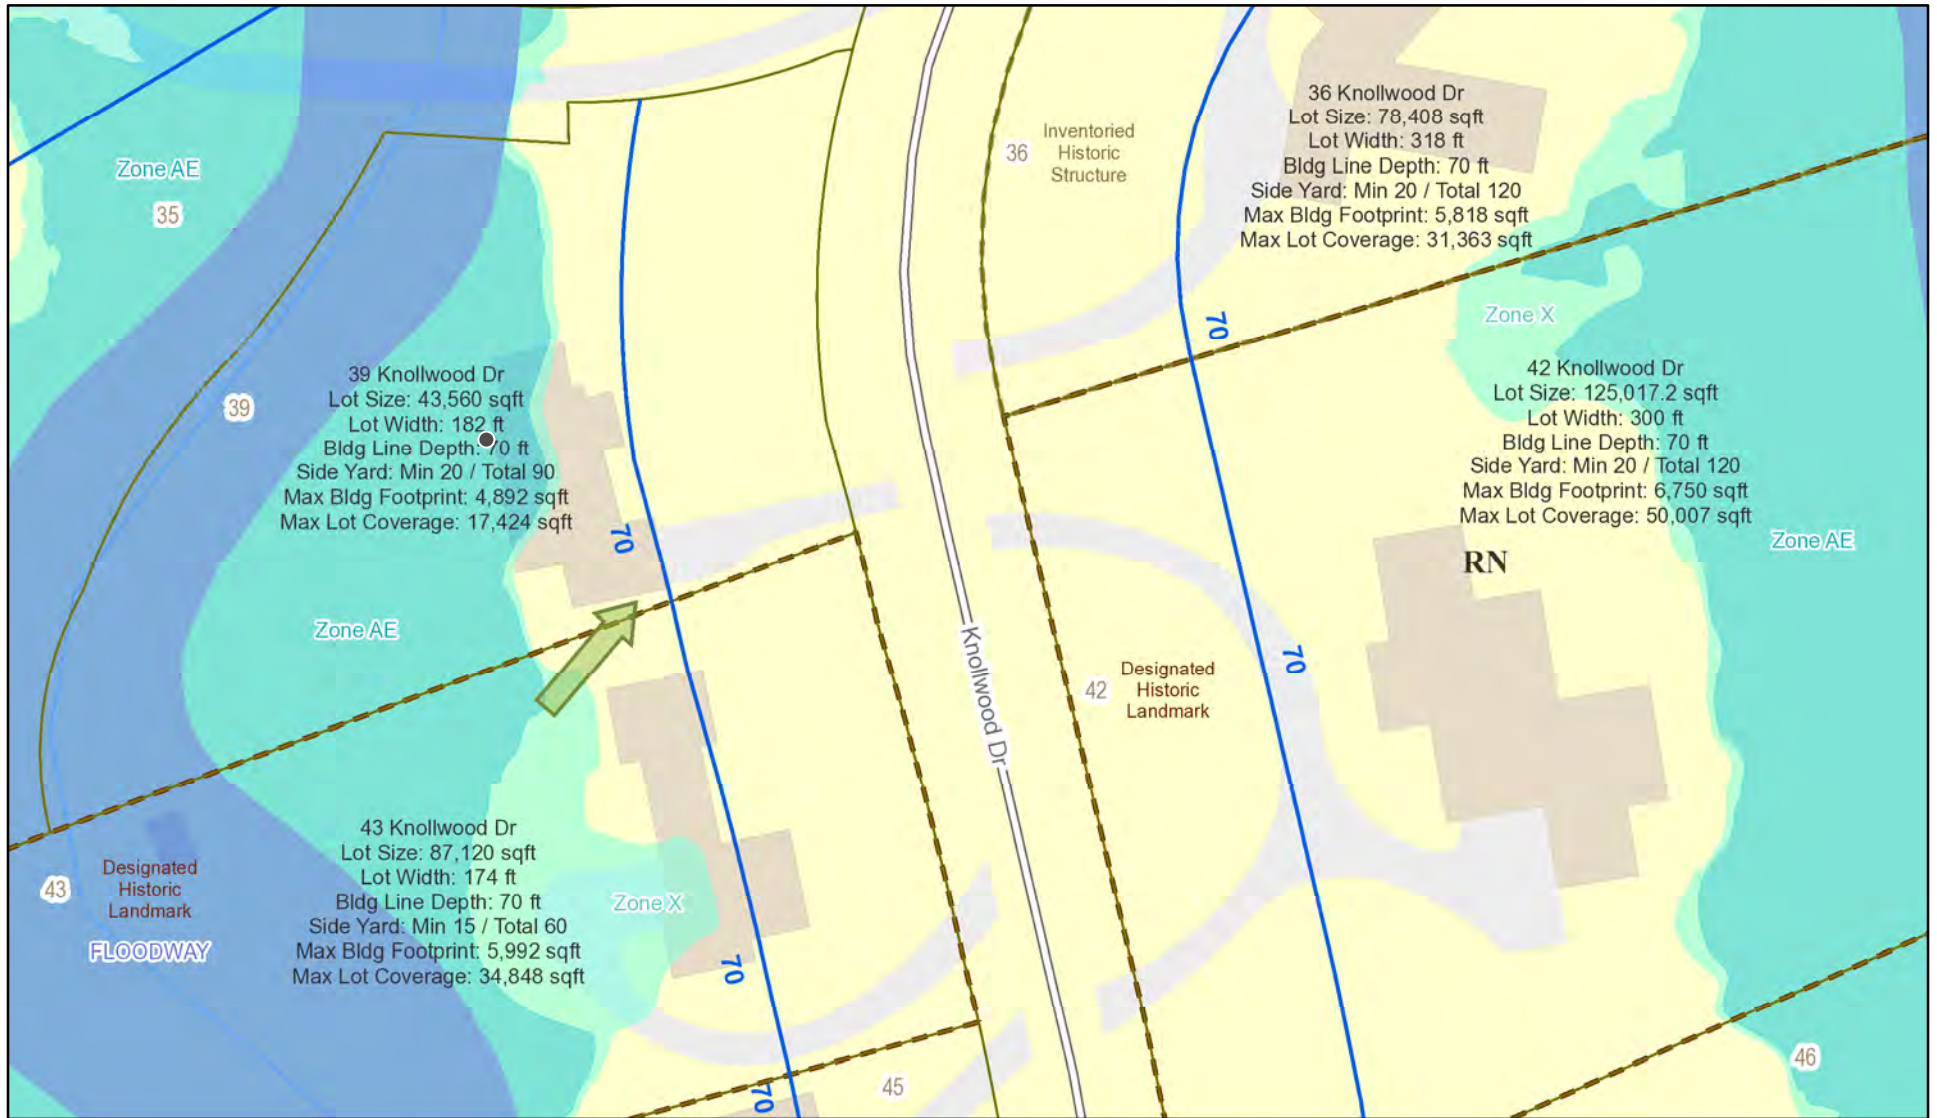 36 Knollwood Dr
Lot Size: 78,408 sqft
Lot Width: 318 ft
Bldg Line Depth: 70 ft
Side Yard: Min 20 / Total 120
Max Bldg Footprint: 5,818 sqft
Max Lot Coverage: 31,363 sqft
36
Inventoried
Historic
Structure
Zone AE
35
70
Zone X
39 Knollwood Dr
Lot Size: 43,560 sqft
Lot Width: 182 ft
Bldg Line Depth: 70 ft
Side Yard: Min 20 / Total 90
Max Bldg Footprint: 4,892 sqft
Max Lot Coverage: 17,424 sqft
39
42 Knollwood Dr
Lot Size: 125,017.2 sqft
Lot Width: 300 ft
Bldg Line Depth: 70 ft
Side Yard: Min 20 / Total 120
Max Bldg Footprint: 6,750 sqft
Max Lot Coverage: 50,007 sqft
70
Zone AE
RN
Zone AE
Knollwood Dr
70
42
Designated
Historic
Landmark
43 Knollwood Dr
Lot Size: 87,120 sqft
Lot Width: 174 ft
Bldg Line Depth: 70 ft
Side Yard: Min 15 / Total 60
Max Bldg Footprint: 5,992 sqft
Max Lot Coverage: 34,848 sqft
43
Designated
Historic
Landmark
FLOODWAY
Zone X
70
46
45
70